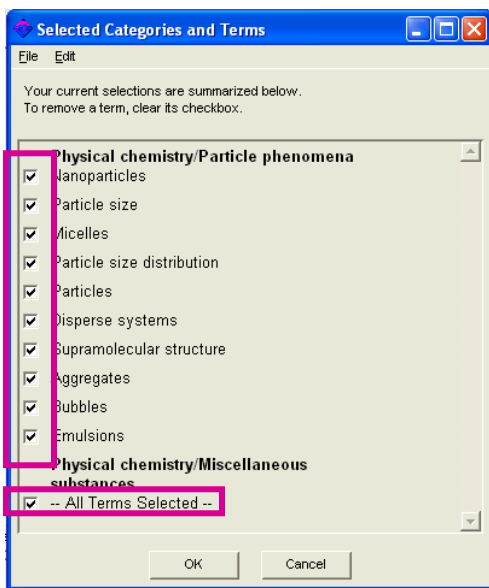 Selected Categories and Terms
File Edit
Your current selections are summarized below.
To remove a term, clear its checkbox.
Physical chemistry/Particle phenomena
Nanoparticles
Particle size
Micelles
Particle size distribution
Particles
Disperse systems
Supramolecular structure
Aggregates
Bubbles
Emulsions
Physical chemistry/Miscellaneous
substances
-- All Terms Selected --
OK Cancel